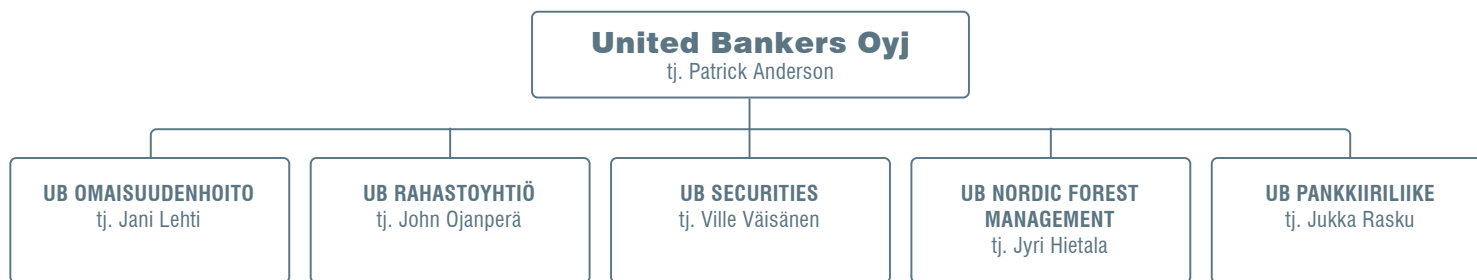 United Bankers Oyj
tj. Patrick Anderson
UB OMAISUUDENHOITO
tj. Jani Lehti
UB RAHASTOYHTIÖ
tj. John Ojanperä
UB SECURITIES
tj. Ville Väisänen
UB NORDIC FOREST
MANAGEMENT
tj. Jyri Hietala
UB PANKKIIRILIIKE
tj. Jukka Rasku